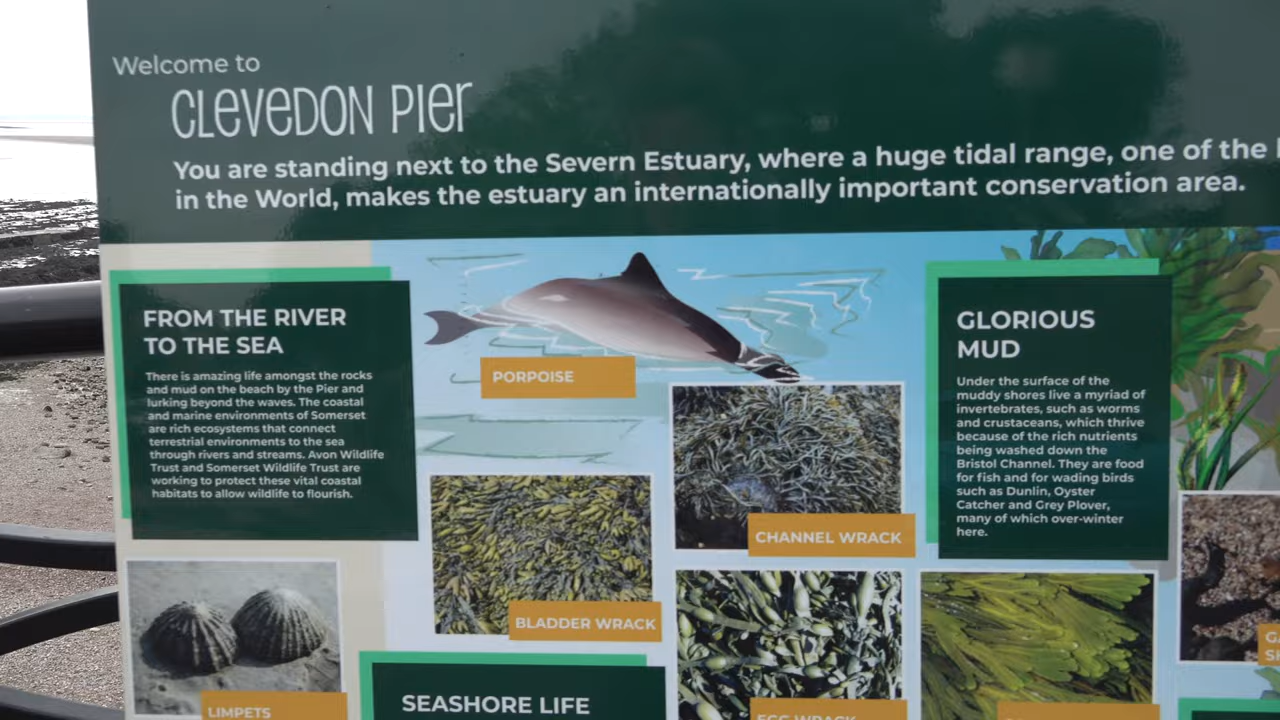 Welcome to
CLEVEDON PIER
You are standing next to the Severn Estuary, where a huge tidal range, one of the
in the World, makes the estuary an internationally important conservation area.
FROM THE RIVER
TO THE SEA
There is amazing life amongst the rocks
and mud on the beach by the Pier and
lurking beyond the waves. The coastal
and marine environments of Somerset
are rich ecosystems that connect
terrestrial environments to the sea
through rivers and streams. Avon Wildlife
Trust and Somerset Wildlife Trust are
working to protect these vital coastal
habitats to allow wildlife to flourish.
PORPOISE
GLORIOUS
MUD
Under the surface of the
muddy shores live a myriad of
invertebrates, such as worms
and crustaceans, which thrive
because of the rich nutrients
being washed down the
Bristol Channel. They are food
for fish and for wading birds
such as Dunlin, Oyster
Catcher and Grey Plover,
many of which over-winter
here.
CHANNEL WRACK
BLADDER WRACK
LIMPETS
SEASHORE LIFE
EGG WRACK